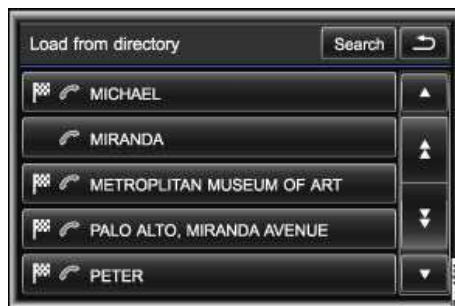 Load from directory Search
MICHAEL
MIRANDA
METROPLITAN MUSEUM OF ART
PALO ALTO, MIRANDA AVENUE
PETER